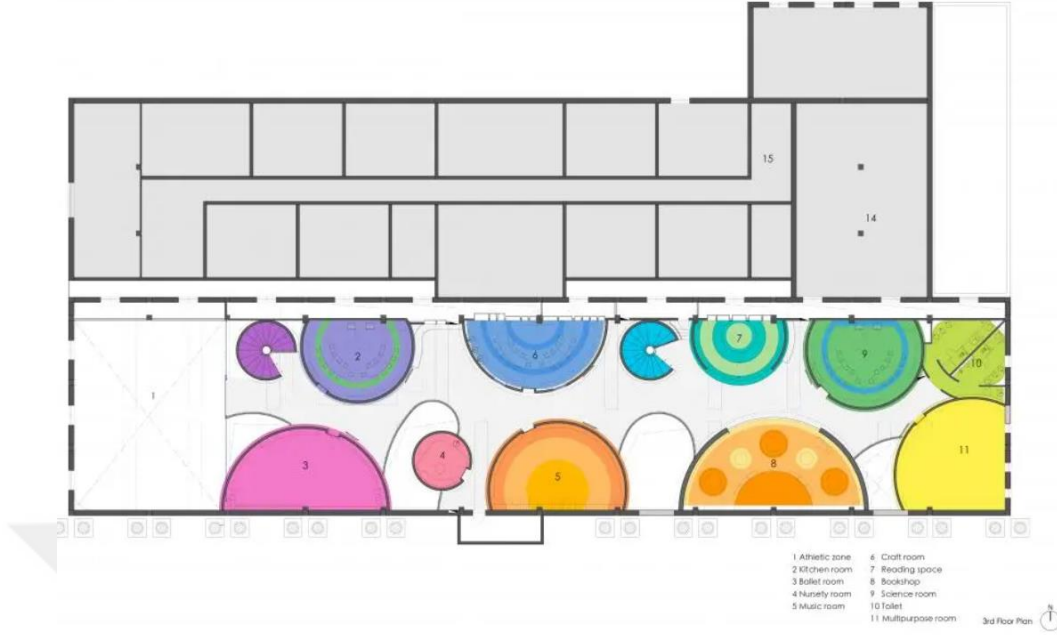 15
14
1
2
6
7
9
10
3
4
5
8
11
1 Athletic zone
2 Kitchen room
3 Ballet room
4 Nursety room
5 Music room
6 Craft room
7 Reading space
8 Bookshop
9 Science room
10 Toilet
11 Multipurpose room
3rd Floor Plan
N